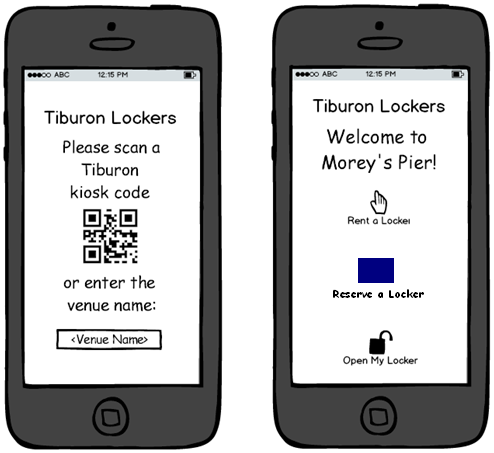 ABC 12:15 PM
Tiburon Lockers
Please scan a
Tiburon
kiosk code
or enter the
venue name:
<Venue Name>
ABC 12:15 PM
Tiburon Lockers
Welcome to
Morey's Pier!
Rent a Locker
Reserve a Locker
Open My Locker